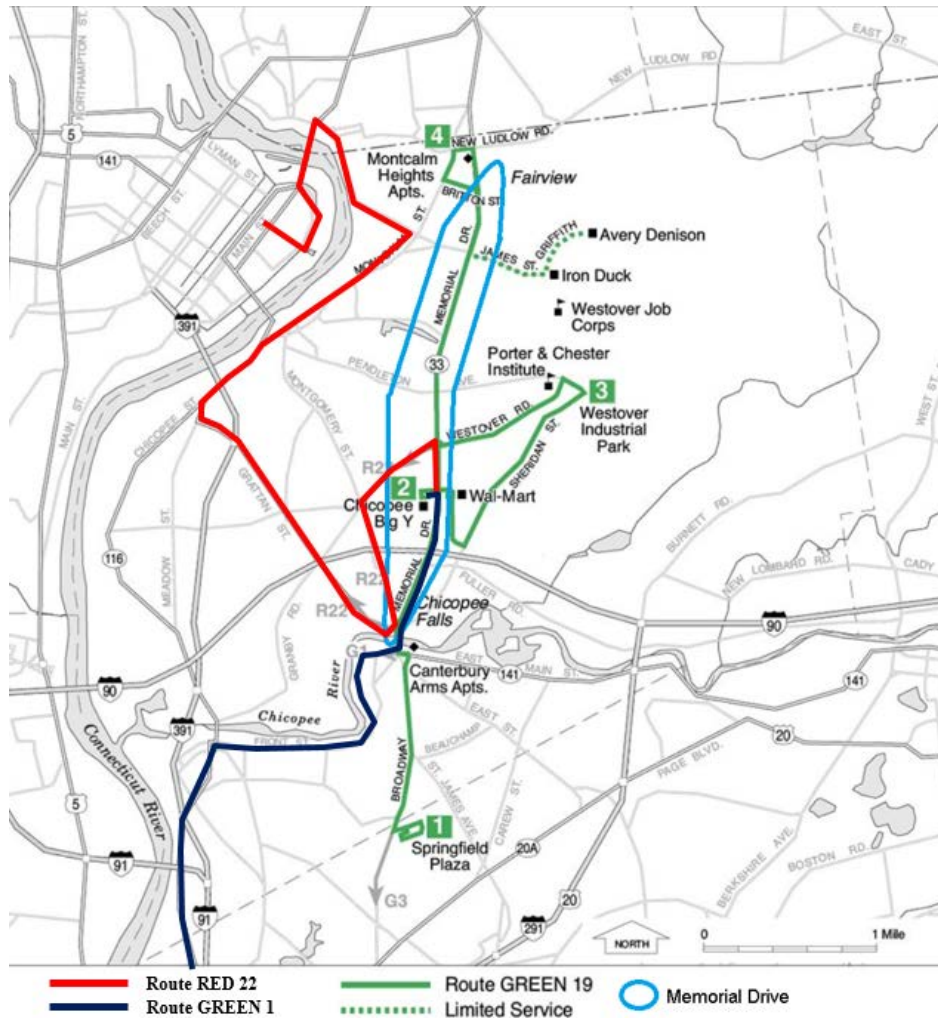 NORTHAMPTON ST.
EAST ST.
NEW LUDLOW RD.
5
4
NEW LUDLOW RD.
141
LYMAN ST.
Montcalm
Heights
Apts.
Fairview
BEECH ST.
BRITTON ST.
MAIN ST.
ST.
DR.
GRIFFITH
Avery Denison
JAMES ST.
Iron Duck
MEMORIAL
Westover Job
Corps
391
33
Porter & Chester
Institute
PENDLETON AVE.
3
Westover
Industrial
Park
WEST ST.
MAIN ST.
CHICOPEE ST.
MONTGOMERY ST.
WESTOVER RD.
SHERIDAN ST.
GRATTAN ST.
2
Wal-Mart
Chicopee
Big Y
BURNETT RD.
DR.
116
MEADOW ST.
NEW LOMBARD RD.
CADY
MEMORIAL
R22
FULLER RD.
R22
Chicopee
Falls
90
GRANBY RD.
G1
EAST MAIN ST.
Canterbury
Arms Apts.
141
141
River
90
Chicopee
391
FRONT ST.
EAST ST.
20
Connecticut River
BEAUCHAMP
PAGE BLVD.
BROADWAY
ST. JAMES AVE.
CAREW ST.
5
1
Springfield
Plaza
20A
BERKSHIRE AVE.
BOSTON RD.
91
20
G3
91
291
NORTH
0
1 Mile
Route RED 22
Route GREEN 19
Memorial Drive
Route GREEN 1
Limited Service